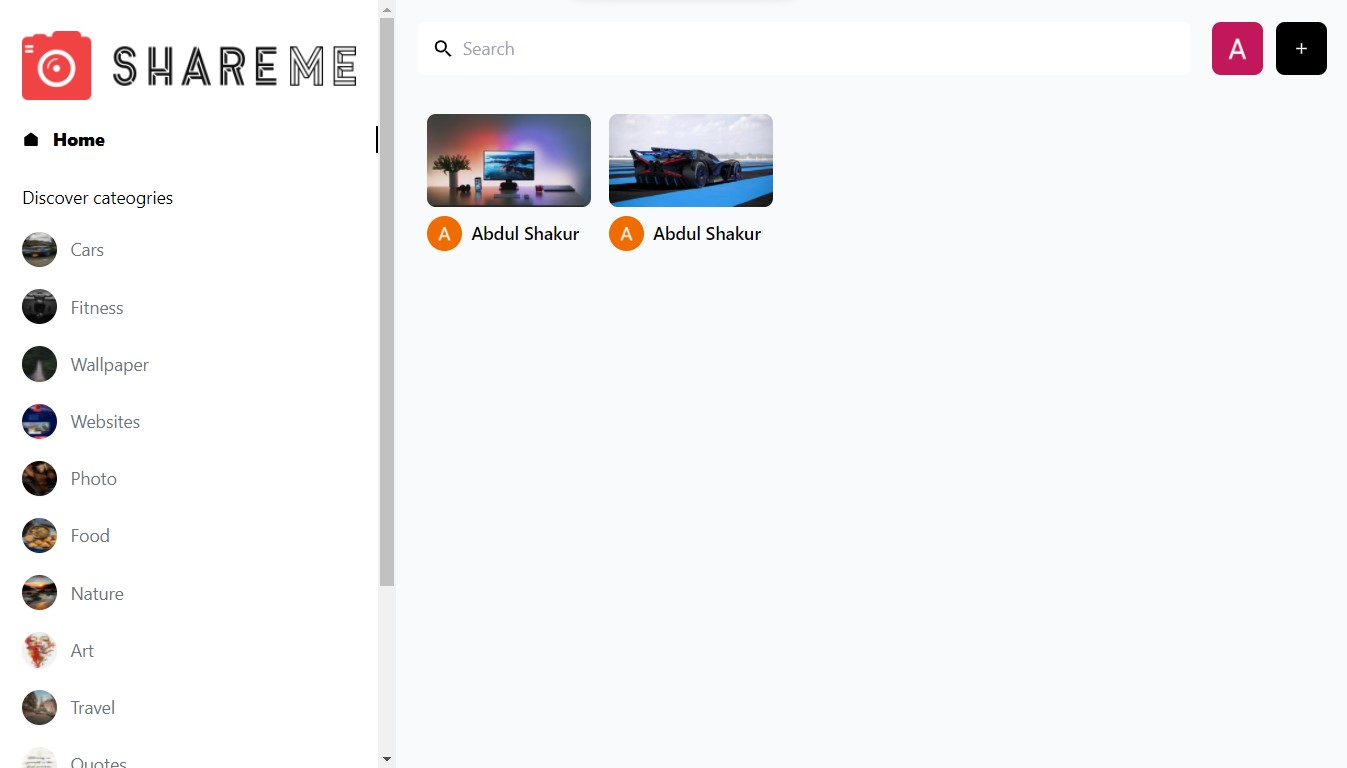 SHAREME
Search
A
+
Home
Discover cateogries
Cars
Fitness
Wallpaper
Websites
Photo
Food
Nature
Art
Travel
Quotes
A Abdul Shakur
A Abdul Shakur